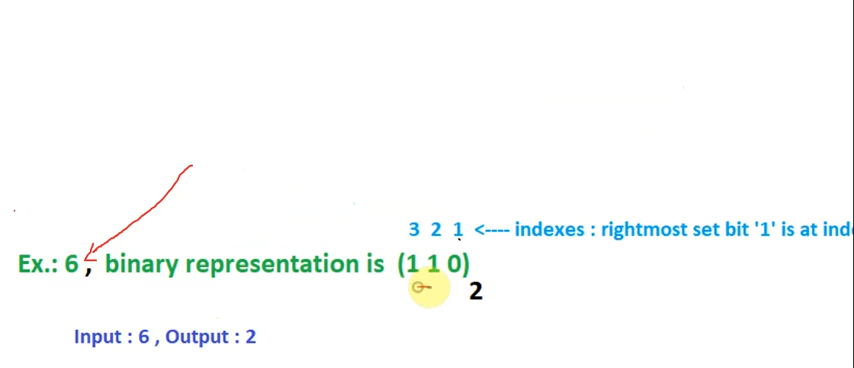 3 2 1 <---- indexes : rightmost set bit '1' is at ind
Ex.: 6 , binary representation is (1 1 0)
2
Input : 6 , Output : 2